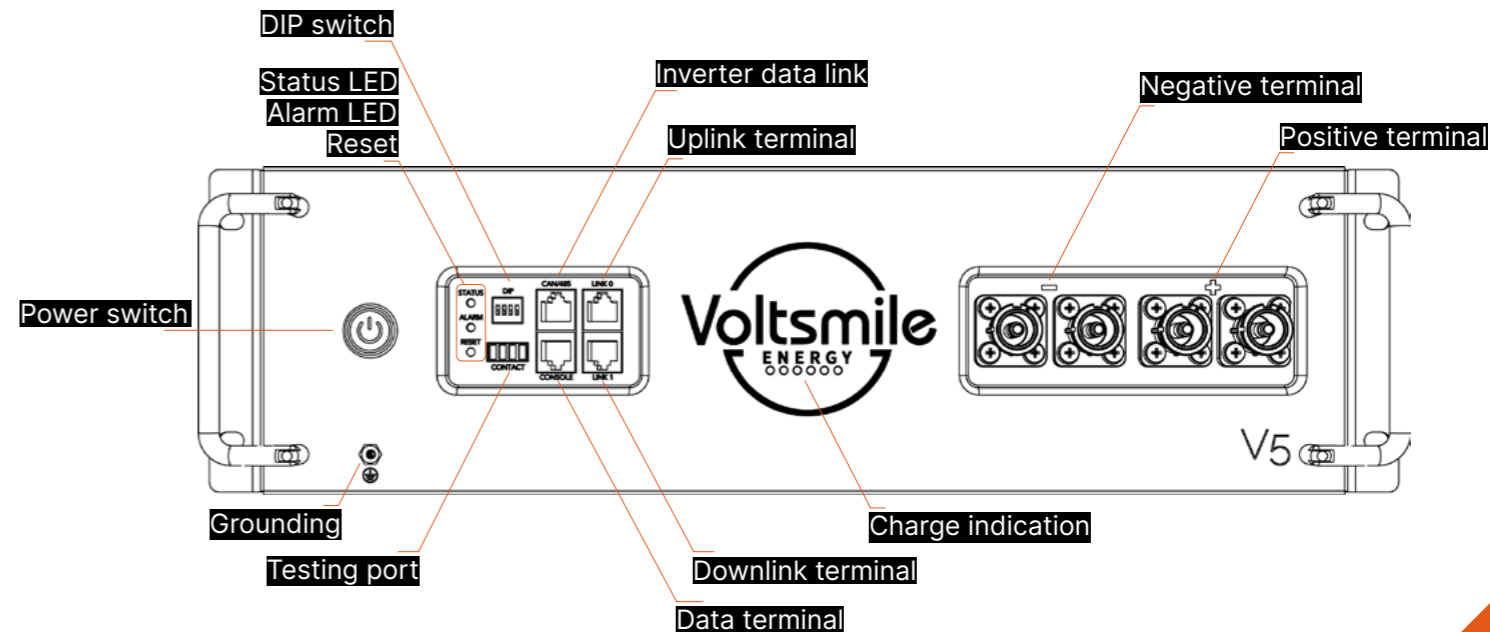 DIP switch
Status LED
Alarm LED
Reset
Inverter data link
Uplink terminal
Negative terminal
Positive terminal
Power switch
STATUS
ALARM
RESET
DIP
CONTACT
CAN/485
LINK 0
CONSOLE
LINK 1
Voltsmile
ENERGY
V5
Grounding
Testing port
Charge indication
Downlink terminal
Data terminal